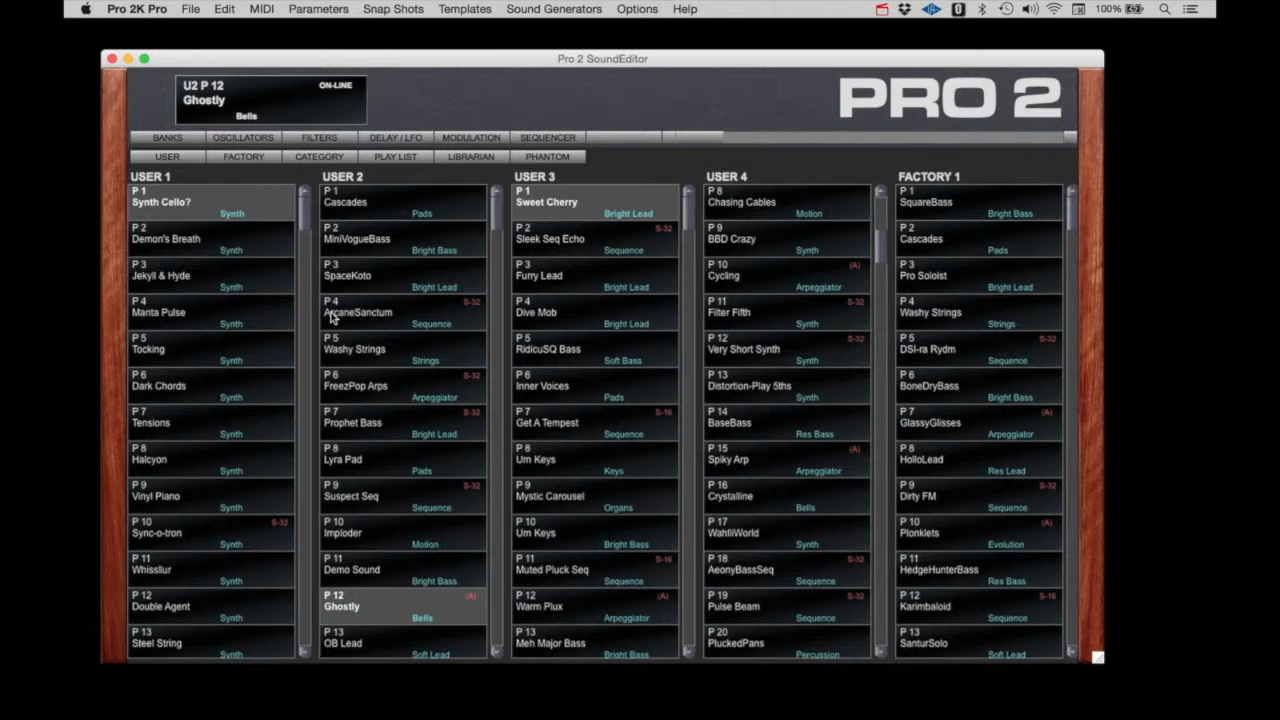 Pro 2K Pro File Edit MIDI Parameters Snap Shots Templates Sound Generators Options Help 100%
Pro 2 SoundEditor
U2 P 12 ON-LINE
Ghostly
Bells
PRO 2
BANKS OSCILLATORS FILTERS DELAY / LFO MODULATION SEQUENCER
USER FACTORY CATEGORY PLAY LIST LIBRARIAN PHANTOM
USER 1
P 1
Synth Cello?
Synth
P 2
Demon's Breath
Synth
P 3
Jekyll & Hyde
Synth
P 4
Manta Pulse
Synth
P 5
Tocking
Synth
P 6
Dark Chords
Synth
P 7
Tensions
Synth
P 8
Halcyon
Synth
P 9
Vinyl Piano
Synth
P 10 S-32
Sync-o-tron
Synth
P 11
Whissllur
Synth
P 12
Double Agent
Synth
P 13
Steel String
Synth
USER 2
P 1
Cascades
Pads
P 2
MiniVogueBass
Bright Bass
P 3
SpaceKoto
Bright Lead
P 4 S-32
ArcaneSanctum
Sequence
P 5
Washy Strings
Strings
P 6 S-32
FreezPop Arps
Arpeggiator
P 7 S-32
Prophet Bass
Bright Lead
P 8
Lyra Pad
Pads
P 9 S-32
Suspect Seq
Sequence
P 10
Imploder
Motion
P 11
Demo Sound
Bright Bass
P 12 (A)
Ghostly
Bells
P 13
OB Lead
Soft Lead
USER 3
P 1
Sweet Cherry
Bright Lead
P 2 S-32
Sleek Seq Echo
Sequence
P 3
Furry Lead
Bright Lead
P 4
Dive Mob
Bright Lead
P 5
RidicuSQ Bass
Soft Bass
P 6
Inner Voices
Pads
P 7 S-16
Get A Tempest
Sequence
P 8
Um Keys
Keys
P 9
Mystic Carousel
Organs
P 10
Um Keys
Bright Bass
P 11 S-16
Muted Pluck Seq
Sequence
P 12 (A)
Warm Plux
Arpeggiator
P 13
Meh Major Bass
Bright Bass
USER 4
P 8
Chasing Cables
Motion
P 9
BBD Crazy
Synth
P 10 (A)
Cycling
Arpeggiator
P 11 S-32
Filter Fifth
Synth
P 12 S-32
Very Short Synth
Synth
P 13
Distortion-Play 5ths
Synth
P 14
BaseBass
Res Bass
P 15 (A)
Spiky Arp
Arpeggiator
P 16
Crystalline
Bells
P 17
WahlliWorld
Synth
P 18 S-32
AeonyBassSeq
Sequence
P 19 S-32
Pulse Beam
Sequence
P 20
PluckedPans
Percussion
FACTORY 1
P 1
SquareBass
Bright Bass
P 2
Cascades
Pads
P 3
Pro Soloist
Bright Lead
P 4
Washy Strings
Strings
P 5 S-32
DSI-ra Rydm
Sequence
P 6
BoneDryBass
Bright Bass
P 7 (A)
GlassyGlisses
Arpeggiator
P 8
HolloLead
Res Lead
P 9 S-32
Dirty FM
Sequence
P 10 (A)
Plonklets
Evolution
P 11
HedgeHunterBass
Res Bass
P 12 S-16
Karimbaloid
Sequence
P 13
SanturSolo
Soft Lead